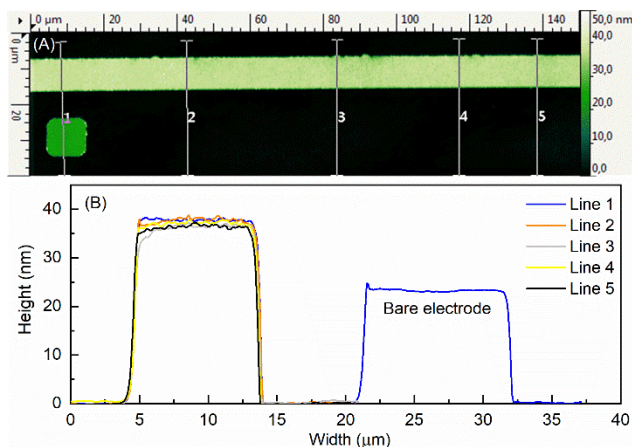 0 µm 20 40 60 80 100 120 140
0 µm
20
(A)
1 2 3 4 5
50,0 nm
40,0
30,0
20,0
10,0
0,0
(B)
Height (nm)
40
30
20
10
0
Line 1
Line 2
Line 3
Line 4
Line 5
Bare electrode
0 5 10 15 20 25 30 35 40
Width (µm)